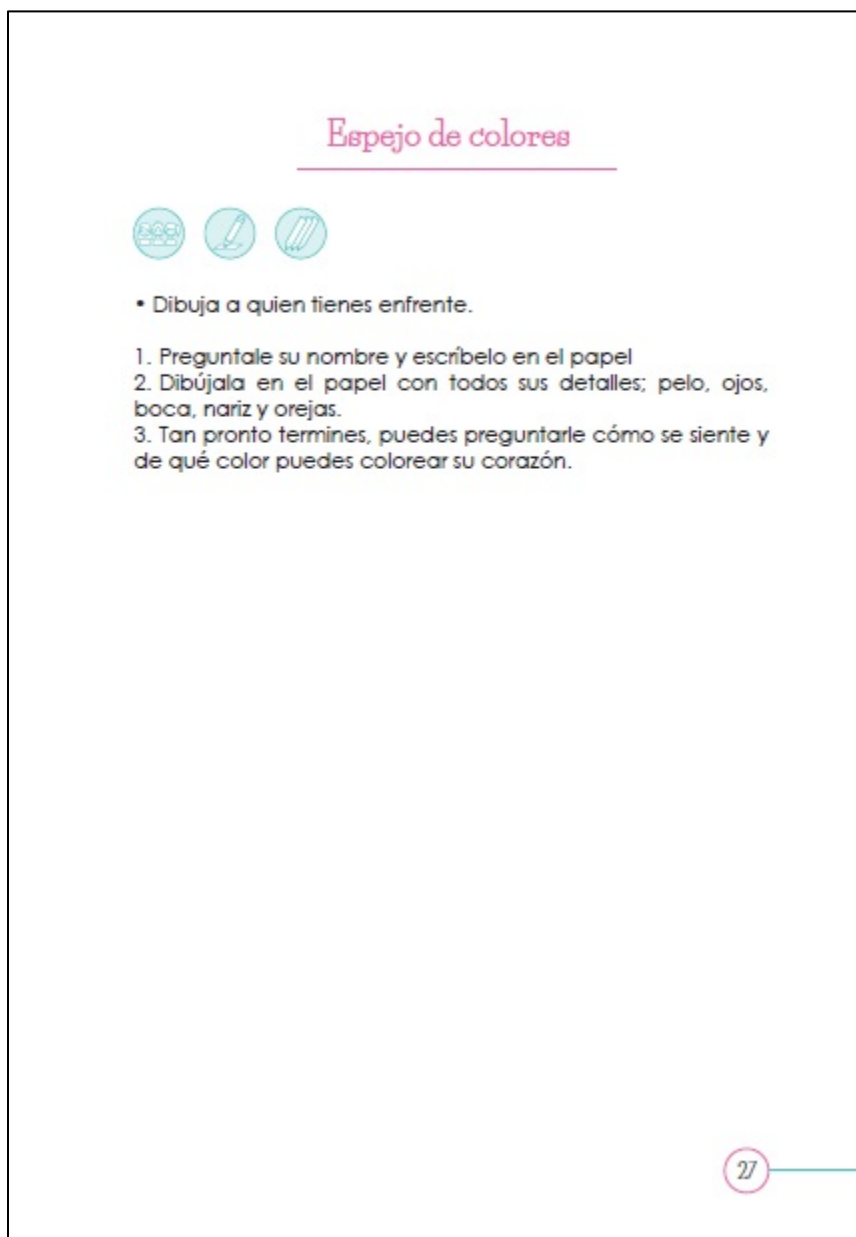 Espejo de colores
• Dibuja a quien tienes enfrente.
1. Preguntale su nombre y escríbelo en el papel
2. Dibújala en el papel con todos sus detalles; pelo, ojos,
boca, nariz y orejas.
3. Tan pronto termines, puedes preguntarle cómo se siente y
de qué color puedes colorear su corazón.
27